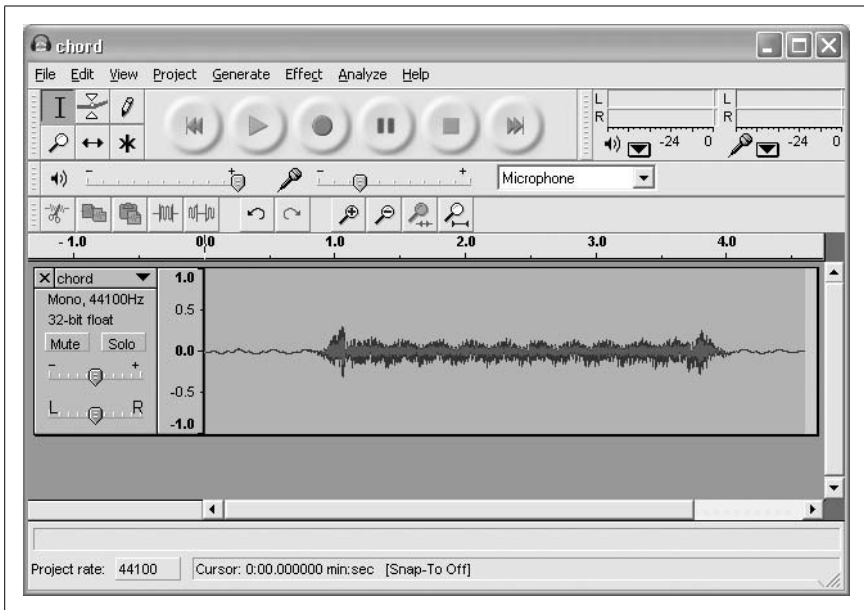 chord
File Edit View Project Generate Effect Analyze Help
L
R
-24 0
L
R
-24 0
- + - + Microphone
- 1.0 0.0 1.0 2.0 3.0 4.0
× chord
Mono, 44100Hz
32-bit float
Mute Solo
- +
L R
1.0
0.5
0.0
-0.5
-1.0
Project rate: 44100 Cursor: 0:00.000000 min:sec [Snap-To Off]